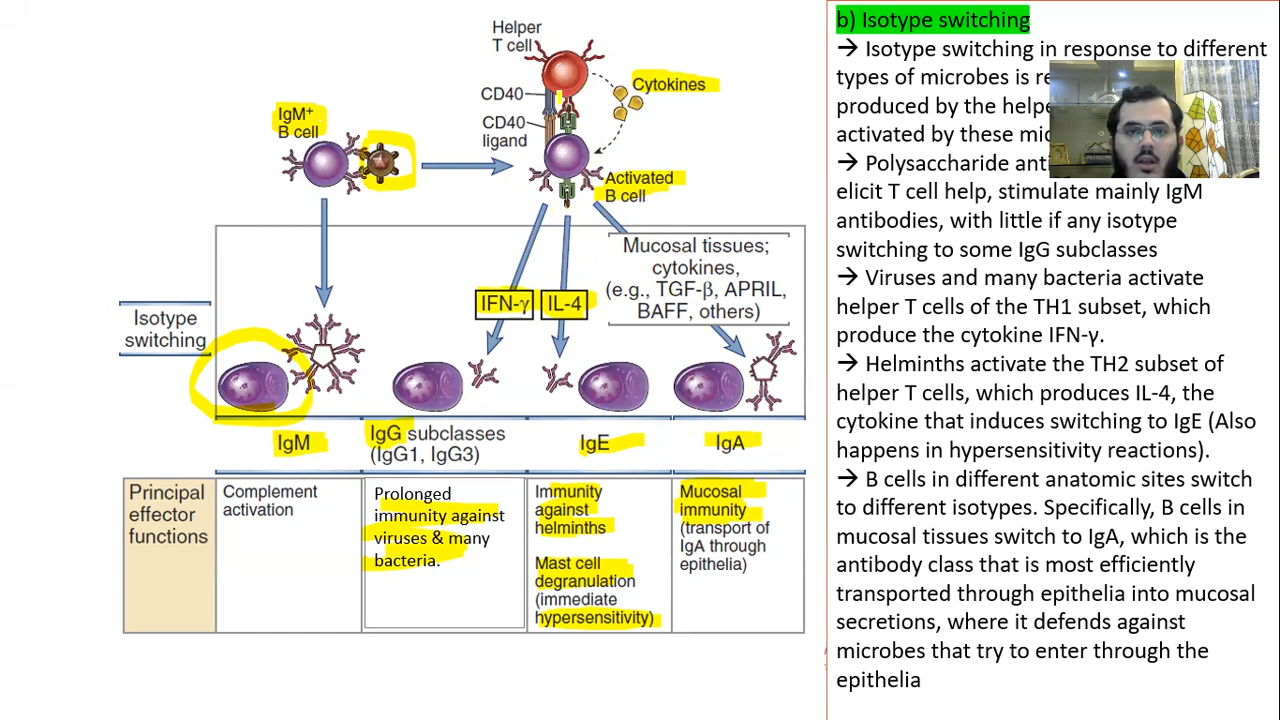 Helper
T cell
Cytokines
CD40
CD40
ligand
IgM+
B cell
Activated
B cell
Mucosal tissues;
cytokines,
(e.g., TGF-β, APRIL,
BAFF, others)
IFN-γ
IL-4
Isotype
switching
IgM
IgG subclasses
(IgG1, IgG3)
IgE
IgA
Principal
effector
functions
Complement
activation
Prolonged
immunity against
viruses & many
bacteria.
Immunity
against
helminths
Mast cell
degranulation
(immediate
hypersensitivity)
Mucosal
immunity
(transport of
IgA through
epithelia)
b) Isotype switching
→ Isotype switching in response to different
types of microbes is
produced by the
activated by these
→ Polysaccharide
elicit T cell help, stimulate mainly IgM
antibodies, with little if any isotype
switching to some IgG subclasses
→ Viruses and many bacteria activate
helper T cells of the TH1 subset, which
produce the cytokine IFN-γ.
→ Helminths activate the TH2 subset of
helper T cells, which produces IL-4, the
cytokine that induces switching to IgE (Also
happens in hypersensitivity reactions).
→ B cells in different anatomic sites switch
to different isotypes. Specifically, B cells in
mucosal tissues switch to IgA, which is the
antibody class that is most efficiently
transported through epithelia into mucosal
secretions, where it defends against
microbes that try to enter through the
epithelia